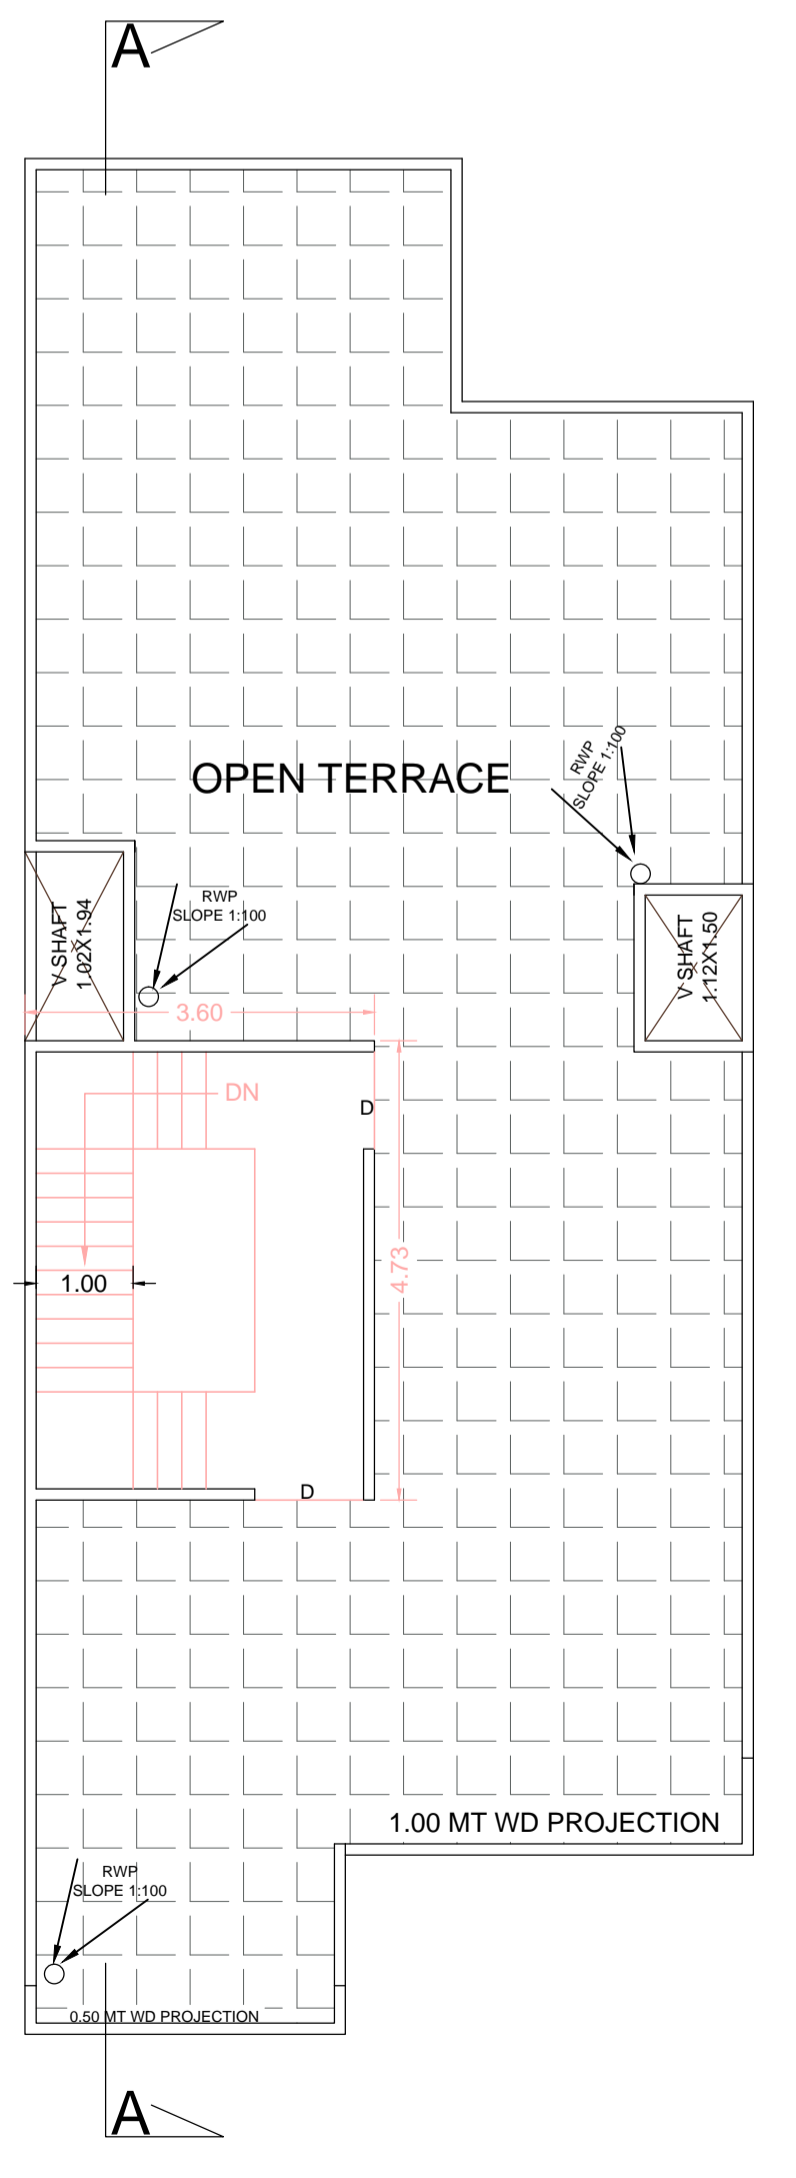 A
OPEN TERRACE
RWP
SLOPE 1:100
V SHAFT
1.02X1.94
RWP
SLOPE 1:100
V SHAFT
1.12X1.50
3.60
DN
D
4.73
1.00
D
1.00 MT WD PROJECTION
RWP
SLOPE 1:100
0.50 MT WD PROJECTION
A